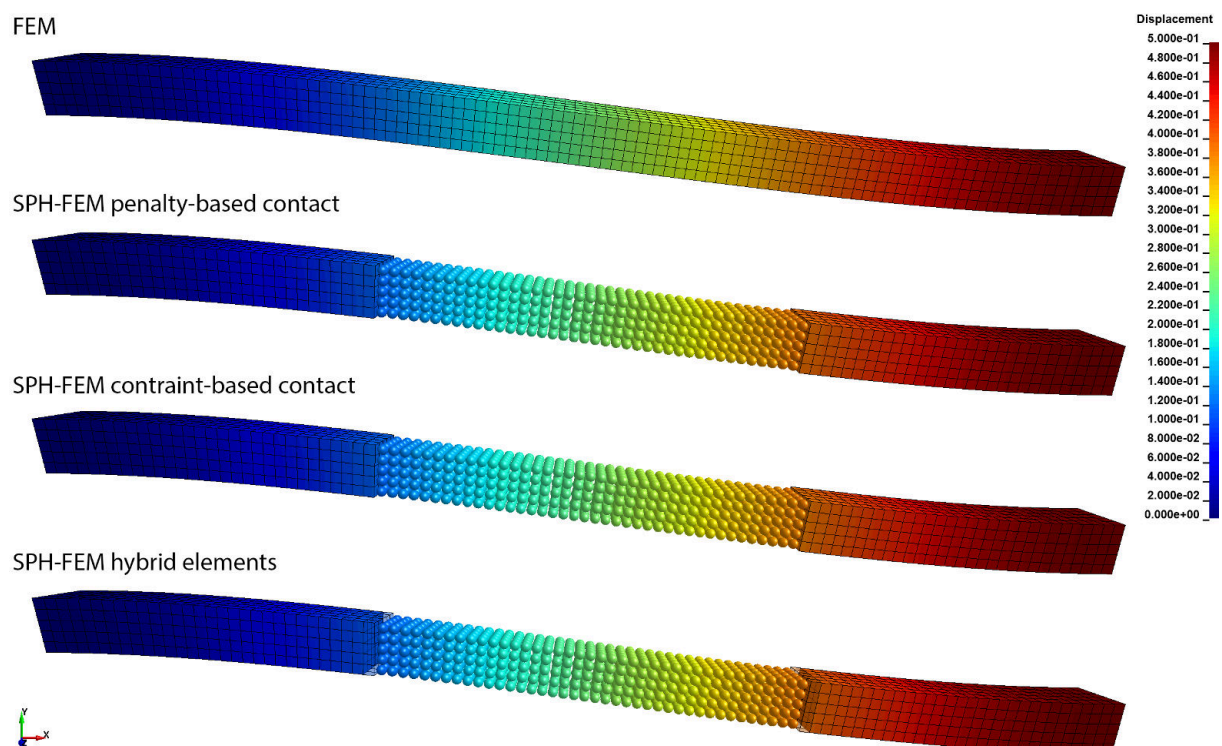 FEM
Displacement
5.000e-01
4.800e-01
4.600e-01
4.400e-01
4.200e-01
4.000e-01
3.800e-01
3.600e-01
3.400e-01
3.200e-01
3.000e-01
2.800e-01
2.600e-01
2.400e-01
2.200e-01
2.000e-01
1.800e-01
1.600e-01
1.400e-01
1.200e-01
1.000e-01
8.000e-02
6.000e-02
4.000e-02
2.000e-02
0.000e+00
SPH-FEM penalty-based contact
SPH-FEM contraint-based contact
SPH-FEM hybrid elements
Y
X